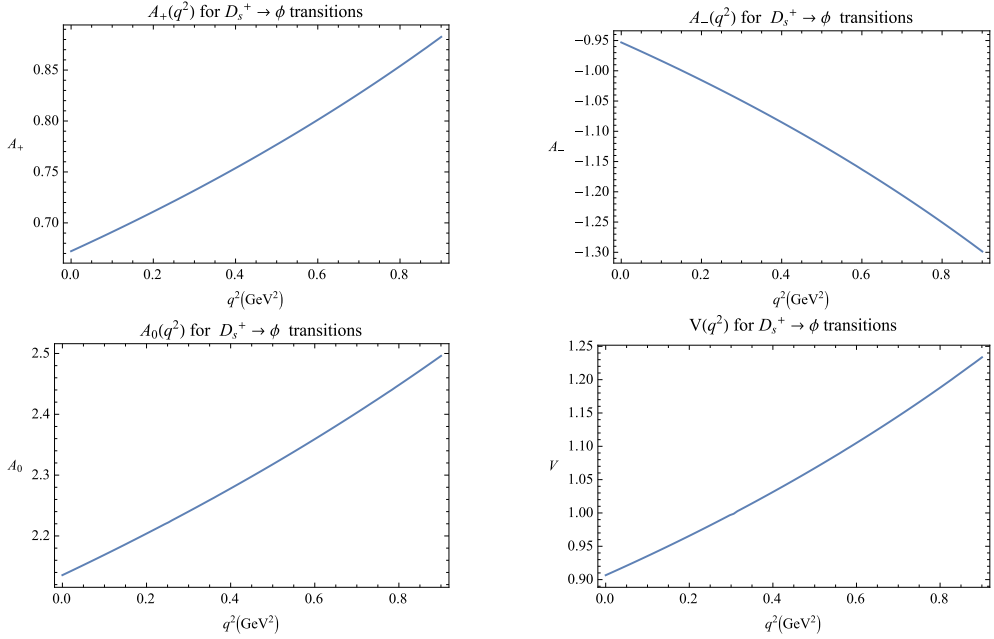 A₊(q²) for Dₛ⁺ → ϕ transitions
0.85
0.80
0.75
0.70
A₊
0.0 0.2 0.4 0.6 0.8
q²(GeV²)
A₋(q²) for Dₛ⁺ → ϕ transitions
−0.95
−1.00
−1.05
−1.10
−1.15
−1.20
−1.25
−1.30
A₋
0.0 0.2 0.4 0.6 0.8
q²(GeV²)
A₀(q²) for Dₛ⁺ → ϕ transitions
2.5
2.4
2.3
2.2
A₀
0.0 0.2 0.4 0.6 0.8
q²(GeV²)
V(q²) for Dₛ⁺ → ϕ transitions
1.25
1.20
1.15
1.10
1.05
1.00
0.95
0.90
V
0.0 0.2 0.4 0.6 0.8
q²(GeV²)